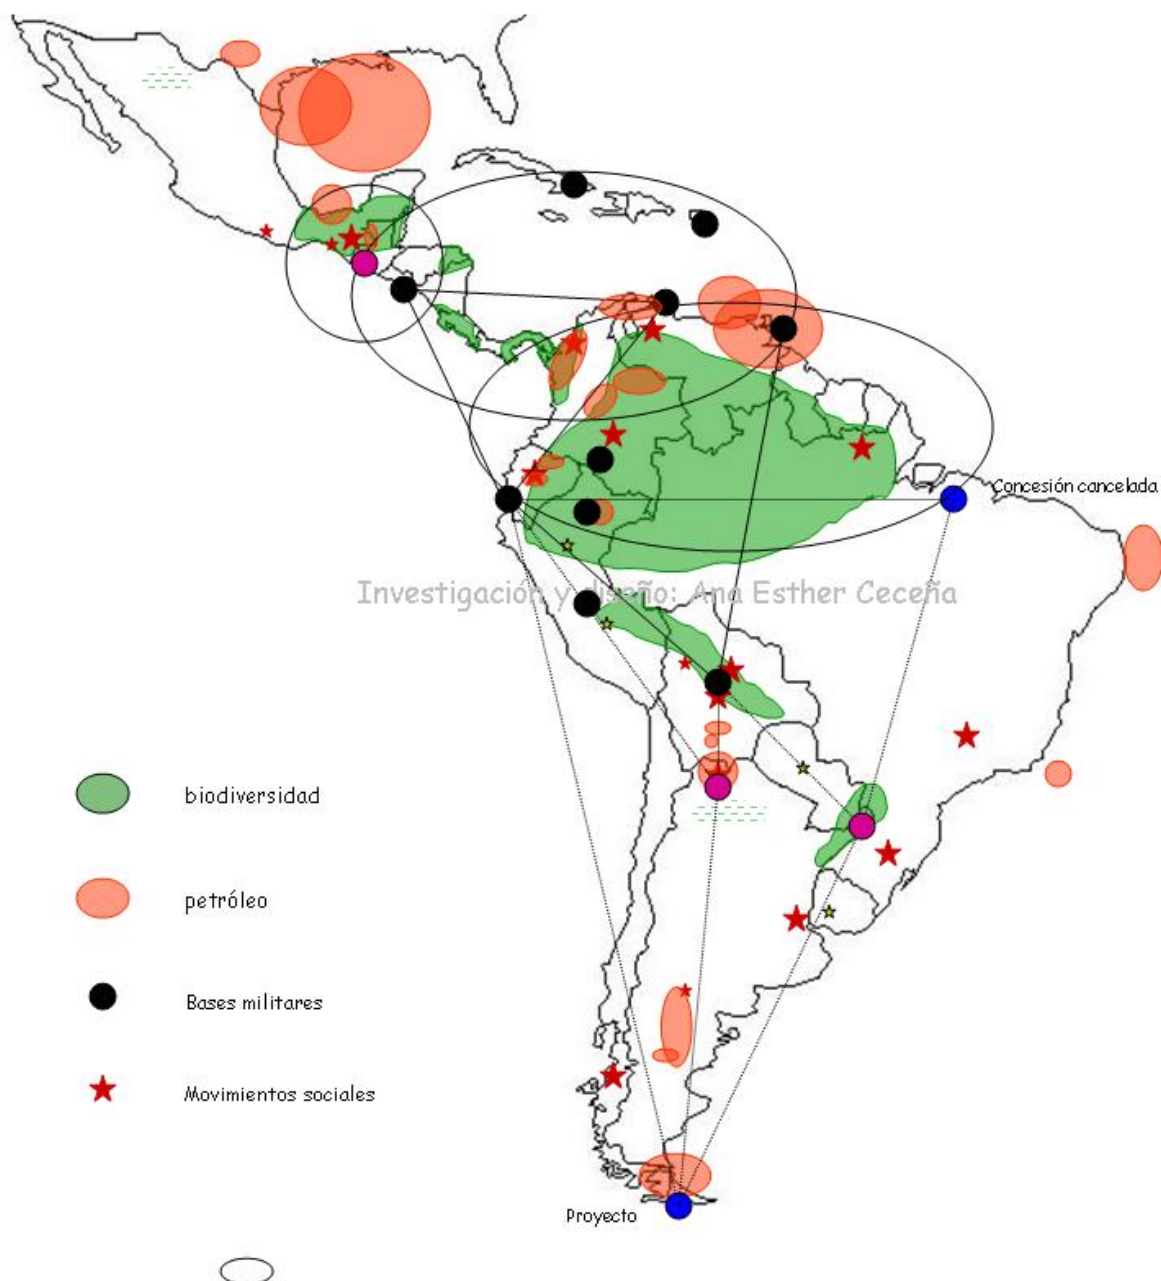 Concesión cancelada
Investigación y diseño: Ana Esther Ceceña
biodiversidad
petróleo
Bases militares
Movimientos sociales
Proyecto